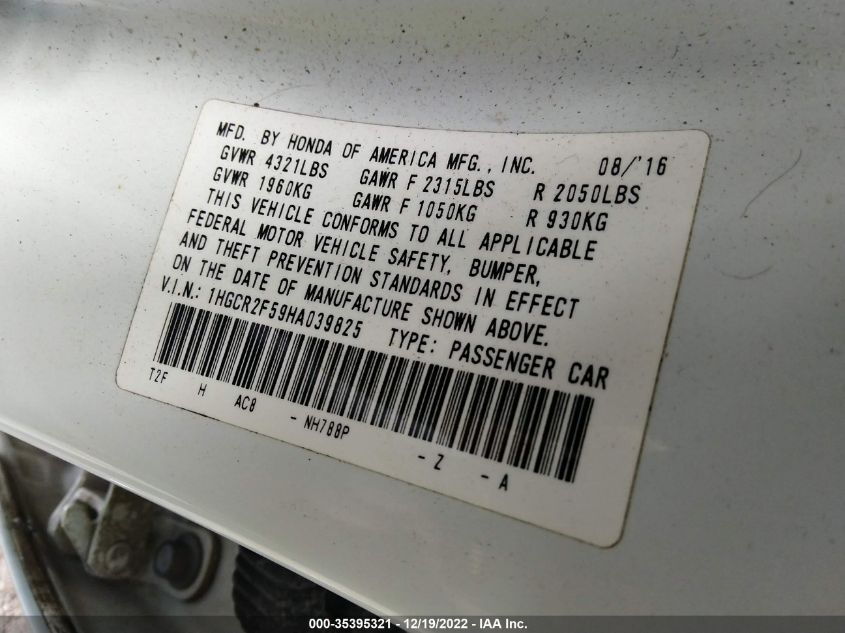 MFD. BY HONDA OF AMERICA MFG., INC. 08/'16
GVWR 4321LBS GAWR F 2315LBS R 2050LBS
GVWR 1960KG GAWR F 1050KG R 930KG
THIS VEHICLE CONFORMS TO ALL APPLICABLE
FEDERAL MOTOR VEHICLE SAFETY, BUMPER,
AND THEFT PREVENTION STANDARDS IN EFFECT
ON THE DATE OF MANUFACTURE SHOWN ABOVE.
V.I.N.: 1HGCR2F59HA039825 TYPE: PASSENGER CAR
T2F H AC8 - NH788P - Z - A
000-35395321 - 12/19/2022 - IAA Inc.